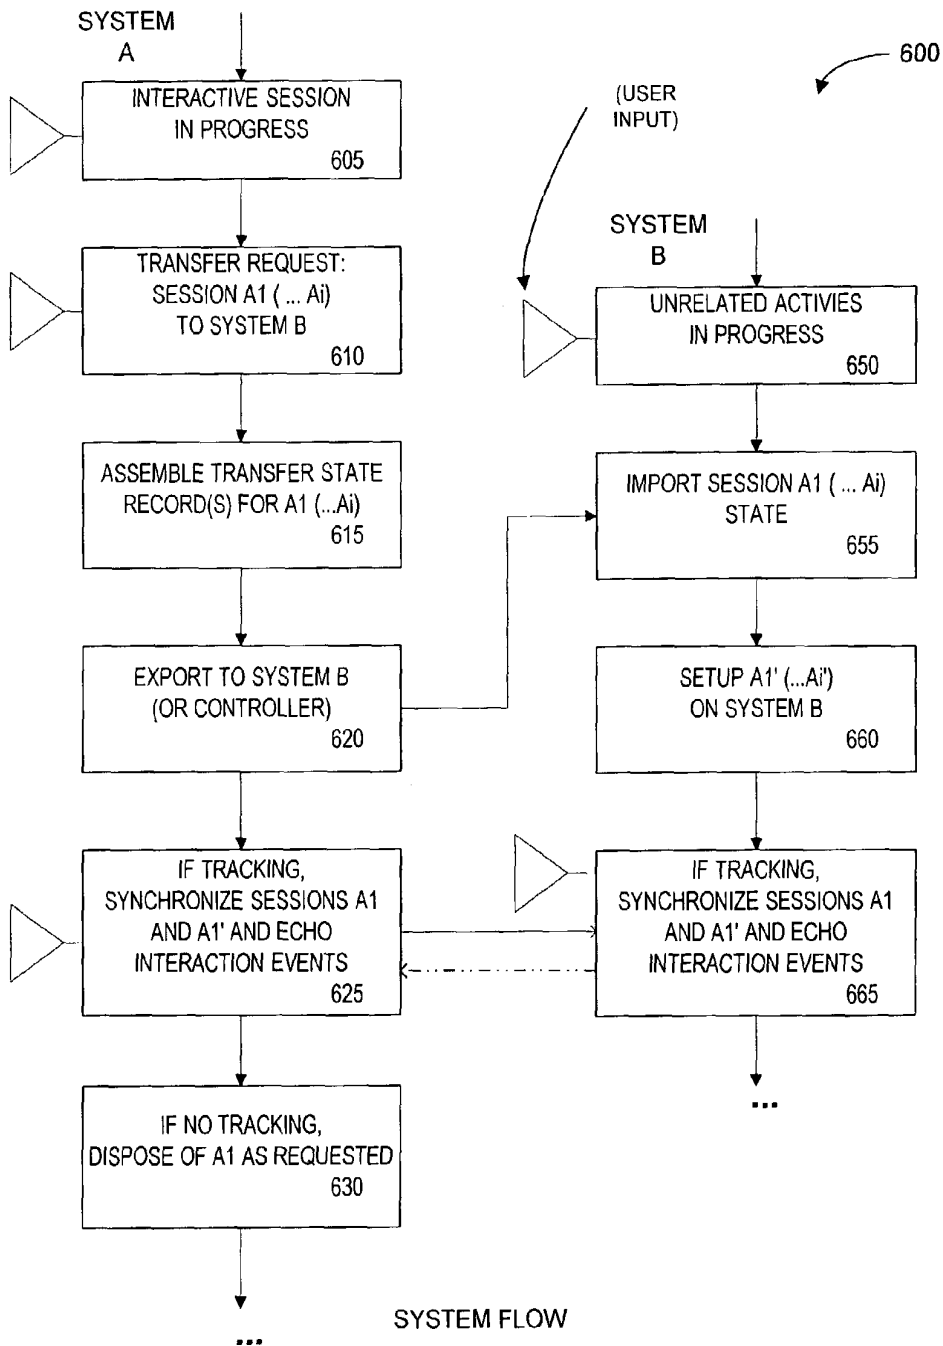 SYSTEM
A
600
INTERACTIVE SESSION
IN PROGRESS
605
(USER
INPUT)
TRANSFER REQUEST:
SESSION A1 ( ... Ai)
TO SYSTEM B
610
SYSTEM
B
UNRELATED ACTIVIES
IN PROGRESS
650
ASSEMBLE TRANSFER STATE
RECORD(S) FOR A1 (...Ai)
615
IMPORT SESSION A1 ( ... Ai)
STATE
655
EXPORT TO SYSTEM B
(OR CONTROLLER)
620
SETUP A1' (...Ai')
ON SYSTEM B
660
IF TRACKING,
SYNCHRONIZE SESSIONS A1
AND A1' AND ECHO
INTERACTION EVENTS
625
IF TRACKING,
SYNCHRONIZE SESSIONS A1
AND A1' AND ECHO
INTERACTION EVENTS
665
...
IF NO TRACKING,
DISPOSE OF A1 AS REQUESTED
630
...
SYSTEM FLOW